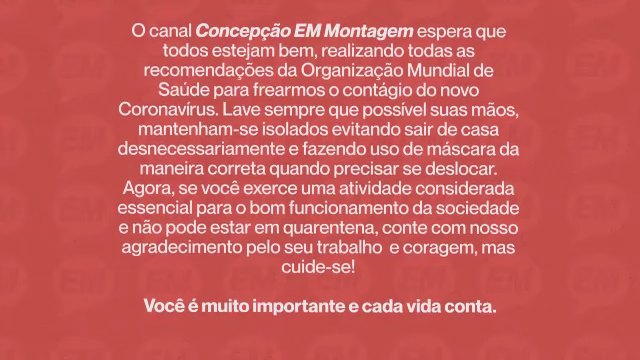 O canal Concepção EM Montagem espera que
todos estejam bem, realizando todas as
recomendações da Organização Mundial de
Saúde para frearmos o contágio do novo
Coronavírus. Lave sempre que possível suas mãos,
mantenham-se isolados evitando sair de casa
desnecessariamente e fazendo uso de máscara da
maneira correta quando precisar se deslocar.
Agora, se você exerce uma atividade considerada
essencial para o bom funcionamento da sociedade
e não pode estar em quarentena, conte com nosso
agradecimento pelo seu trabalho e coragem, mas
cuide-se!
Você é muito importante e cada vida conta.